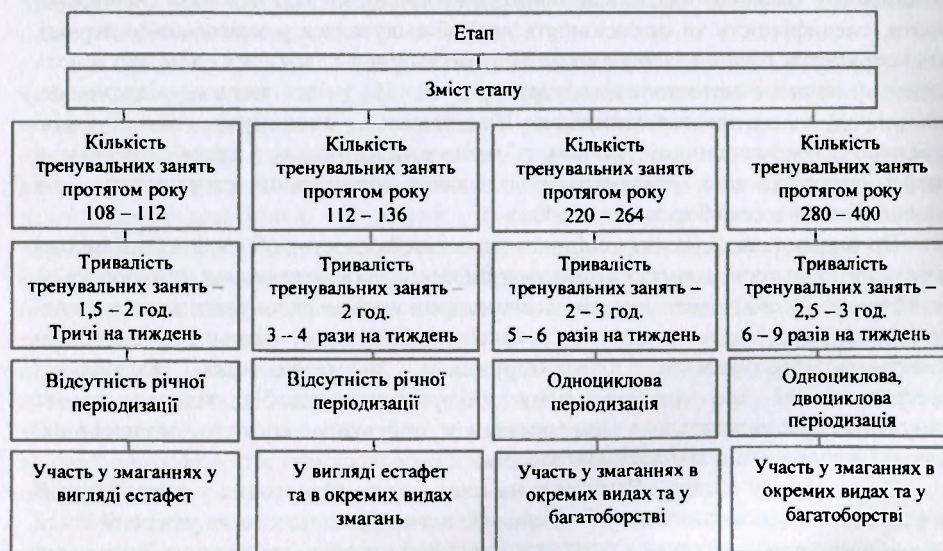 Етап
Зміст етапу
Кількість
тренувальних занять
протягом року
108 – 112
Кількість
тренувальних занять
протягом року
112 – 136
Кількість
тренувальних занять
протягом року
220 – 264
Кількість
тренувальних занять
протягом року
280 – 400
Тривалість
тренувальних занять –
1,5 – 2 год.
Тричі на тиждень
Тривалість
тренувальних занять –
2 год.
3 – 4 рази на тиждень
Тривалість
тренувальних занять –
2 – 3 год.
5 – 6 разів на тиждень
Тривалість
тренувальних занять –
2,5 – 3 год.
6 – 9 разів на тиждень
Відсутність річної
періодизації
Відсутність річної
періодизації
Одноциклова
періодизація
Одноциклова,
двоциклова
періодизація
Участь у змаганнях у
вигляді естафет
У вигляді естафет
та в окремих видах
змагань
Участь у змаганнях в
окремих видах та у
багатоборстві
Участь у змаганнях в
окремих видах та у
багатоборстві